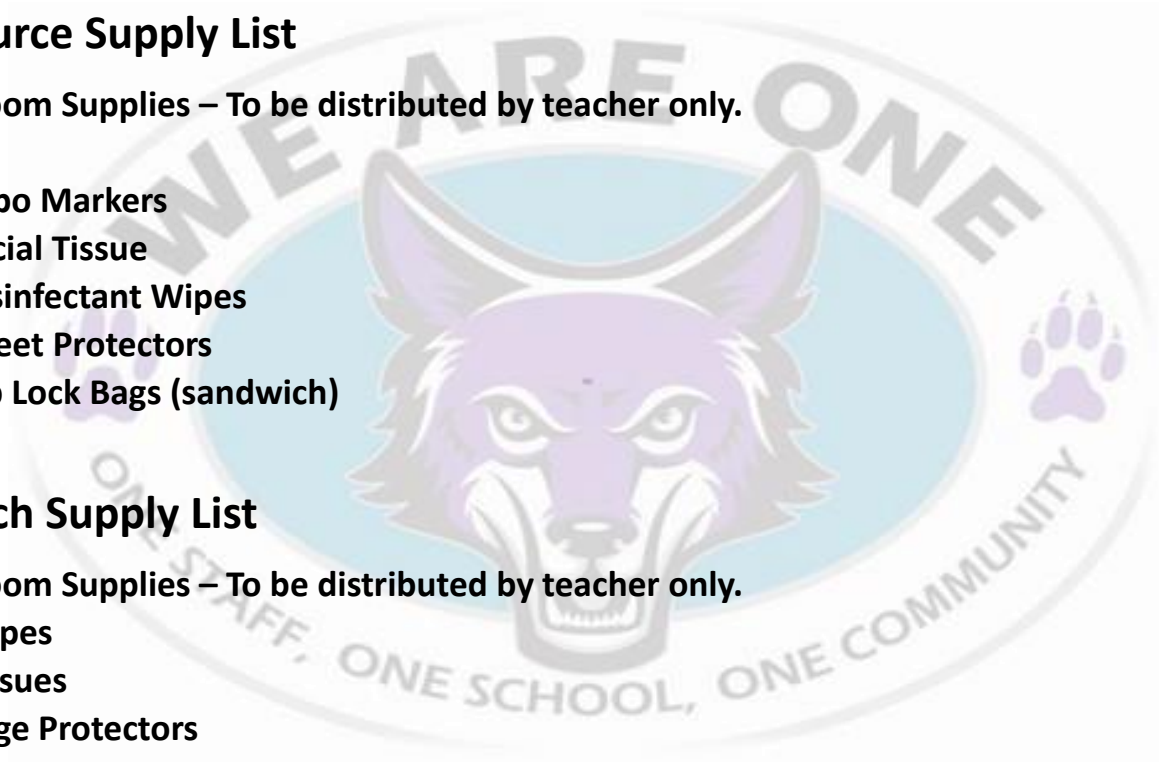 urce Supply List
oom Supplies – To be distributed by teacher only.
po Markers
cial Tissue
sinfectant Wipes
eet Protectors
o Lock Bags (sandwich)
ch Supply List
oom Supplies – To be distributed by teacher only.
pes
sues
ge Protectors
WE ARE ONE
ONE STAFF, ONE SCHOOL, ONE COMMUNITY